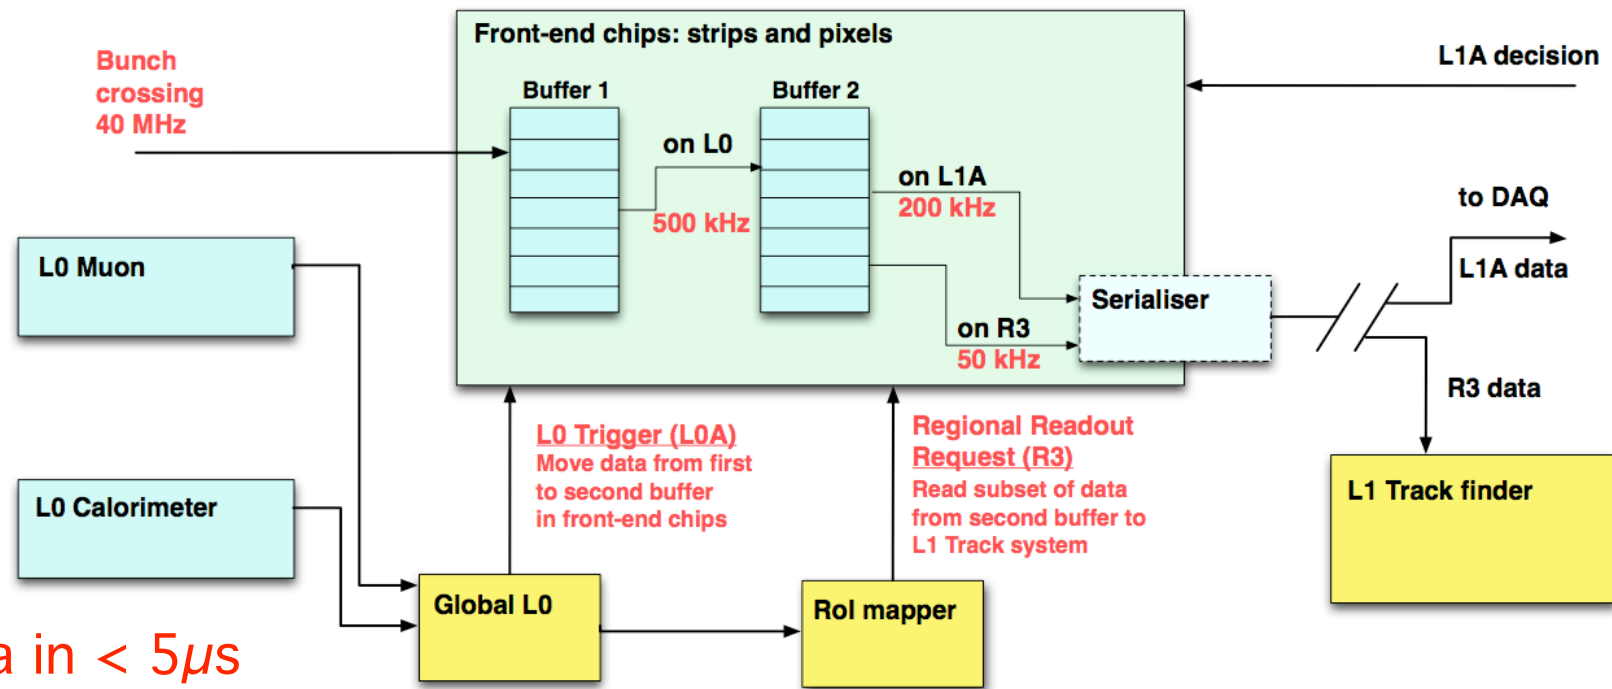 Front-end chips: strips and pixels
Bunch
crossing
40 MHz
L1A decision
Buffer 1
Buffer 2
on L0
500 kHz
on L1A
200 kHz
to DAQ
L1A data
L0 Muon
Serialiser
on R3
50 kHz
R3 data
L0 Trigger (L0A)
Move data from first
to second buffer
in front-end chips
Regional Readout
Request (R3)
Read subset of data
from second buffer to
L1 Track system
L1 Track finder
L0 Calorimeter
Global L0
RoI mapper
a in < 5µs